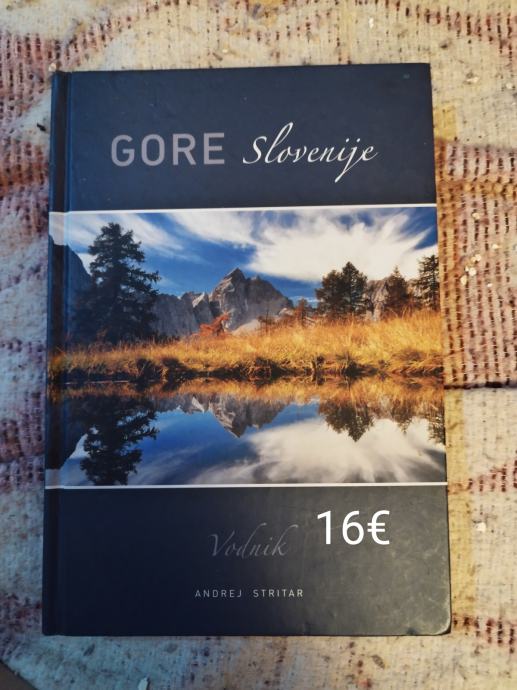 GORE Slovenije
Vodnik 16€
ANDREJ STRITAR